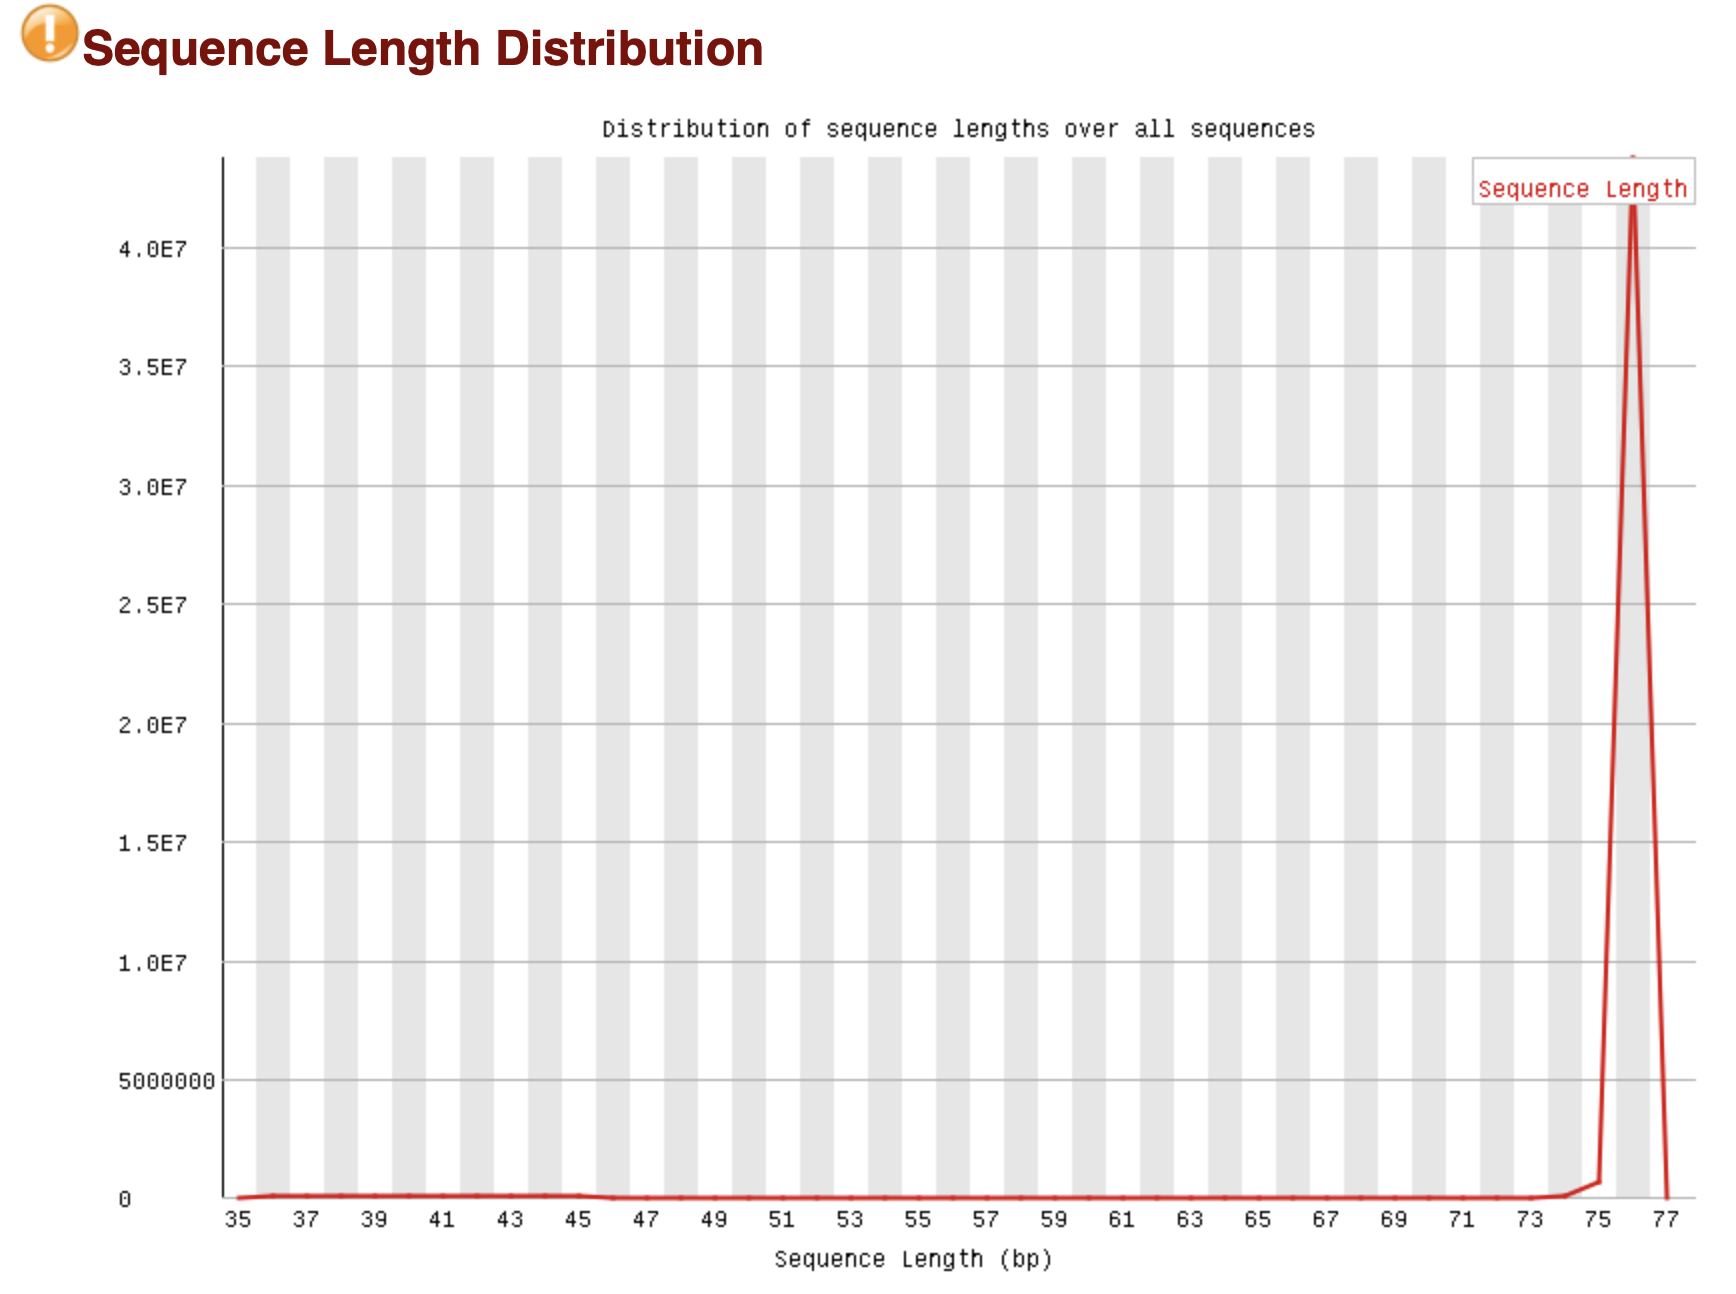 Sequence Length Distribution
Distribution of sequence lengths over all sequences
Sequence Length
4.0E7
3.5E7
3.0E7
2.5E7
2.0E7
1.5E7
1.0E7
5000000
0
35 37 39 41 43 45 47 49 51 53 55 57 59 61 63 65 67 69 71 73 75 77
Sequence Length (bp)